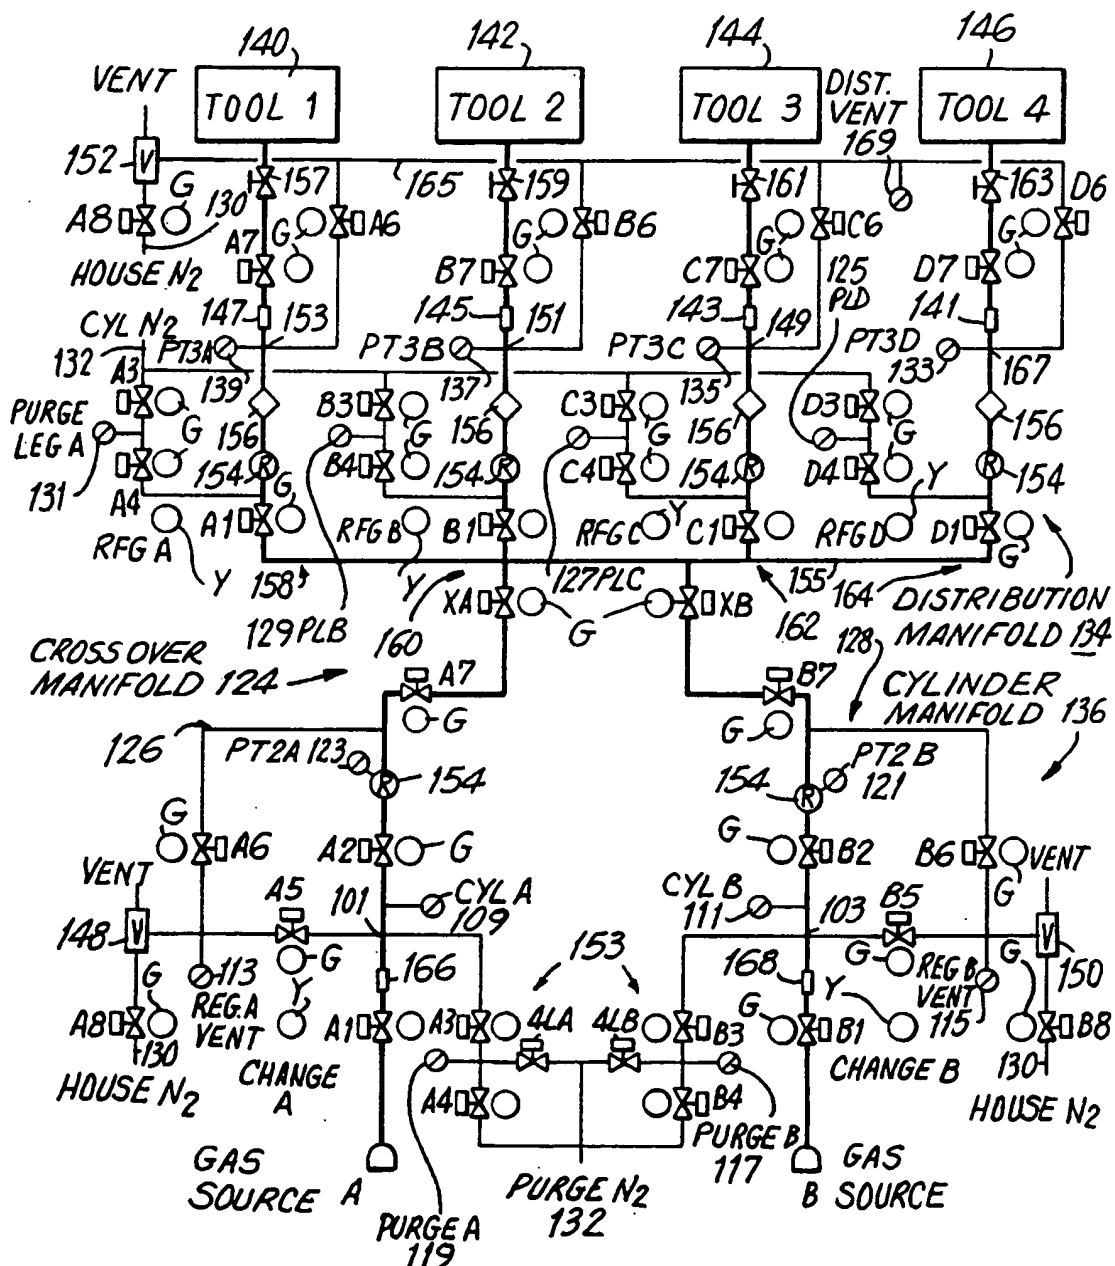 140 142 144 146
VENT
TOOL 1 TOOL 2 TOOL 3 TOOL 4
DIST. VENT 169
152 V
157 165 159 161 163 D6
A8 G 130 G A6 G B6 G C6 G
HOUSE N2
A7 B7 C7 D7
125 PLD
CYL N2 132
147 153 145 151 143 149 141
PT3A PT3B PT3C PT3D
139 137 135 133 167
A3 G B3 G C3 G D3 G
PURGE LEG A
131
A4 G B4 C4 D4
156 156 156 156
154 R 154 R 154 R 154 R
RFG A Y A1 G
RFG B Y B1
RFG C Y C1
RFG D Y D1 G
158 160 127 PLC 155 162 164
129 PLB
DISTRIBUTION
MANIFOLD 134
XA G XB
CROSS OVER
MANIFOLD 124
A7 G B7 G
128
CYLINDER
MANIFOLD 136
126
PT2A 123 R 154
154 R PT2B
121
G A6 A2 G
G B2 B6 G
VENT VENT
A5 G 101 CYL A
109
CYL B
111 103 B5 G
148 V 150 V
113
REG.A
VENT
166 153 168
REG B
VENT
115
A8 G 130
HOUSE N2
Y
CHANGE
A
A1 A3 4LA 4LB B3 G B1
Y
CHANGE B
G B8
130
HOUSE N2
A4 B4
GAS
SOURCE A
PURGE A
119
PURGE N2
132
PURGE B
117
GAS
B SOURCE